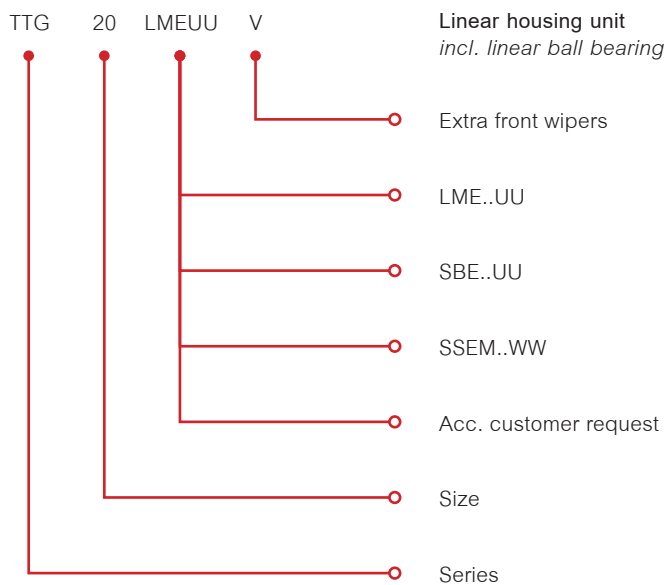 TTG 20 LMEUU V Linear housing unit
incl. linear ball bearing
Extra front wipers
LME..UU
SBE..UU
SSEM..WW
Acc. customer request
Size
Series